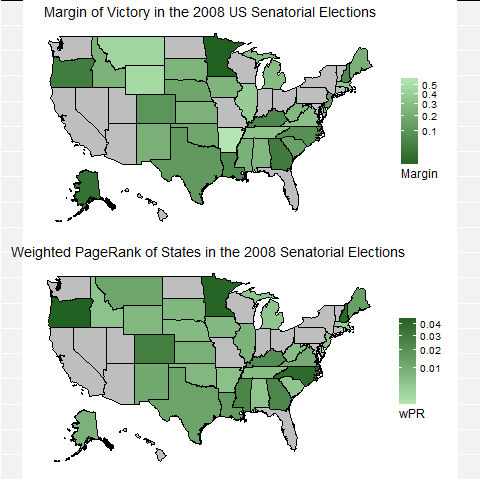 Margin of Victory in the 2008 US Senatorial Elections
0.5
0.4
0.3
0.2
0.1
Margin
Weighted PageRank of States in the 2008 Senatorial Elections
0.04
0.03
0.02
0.01
wPR